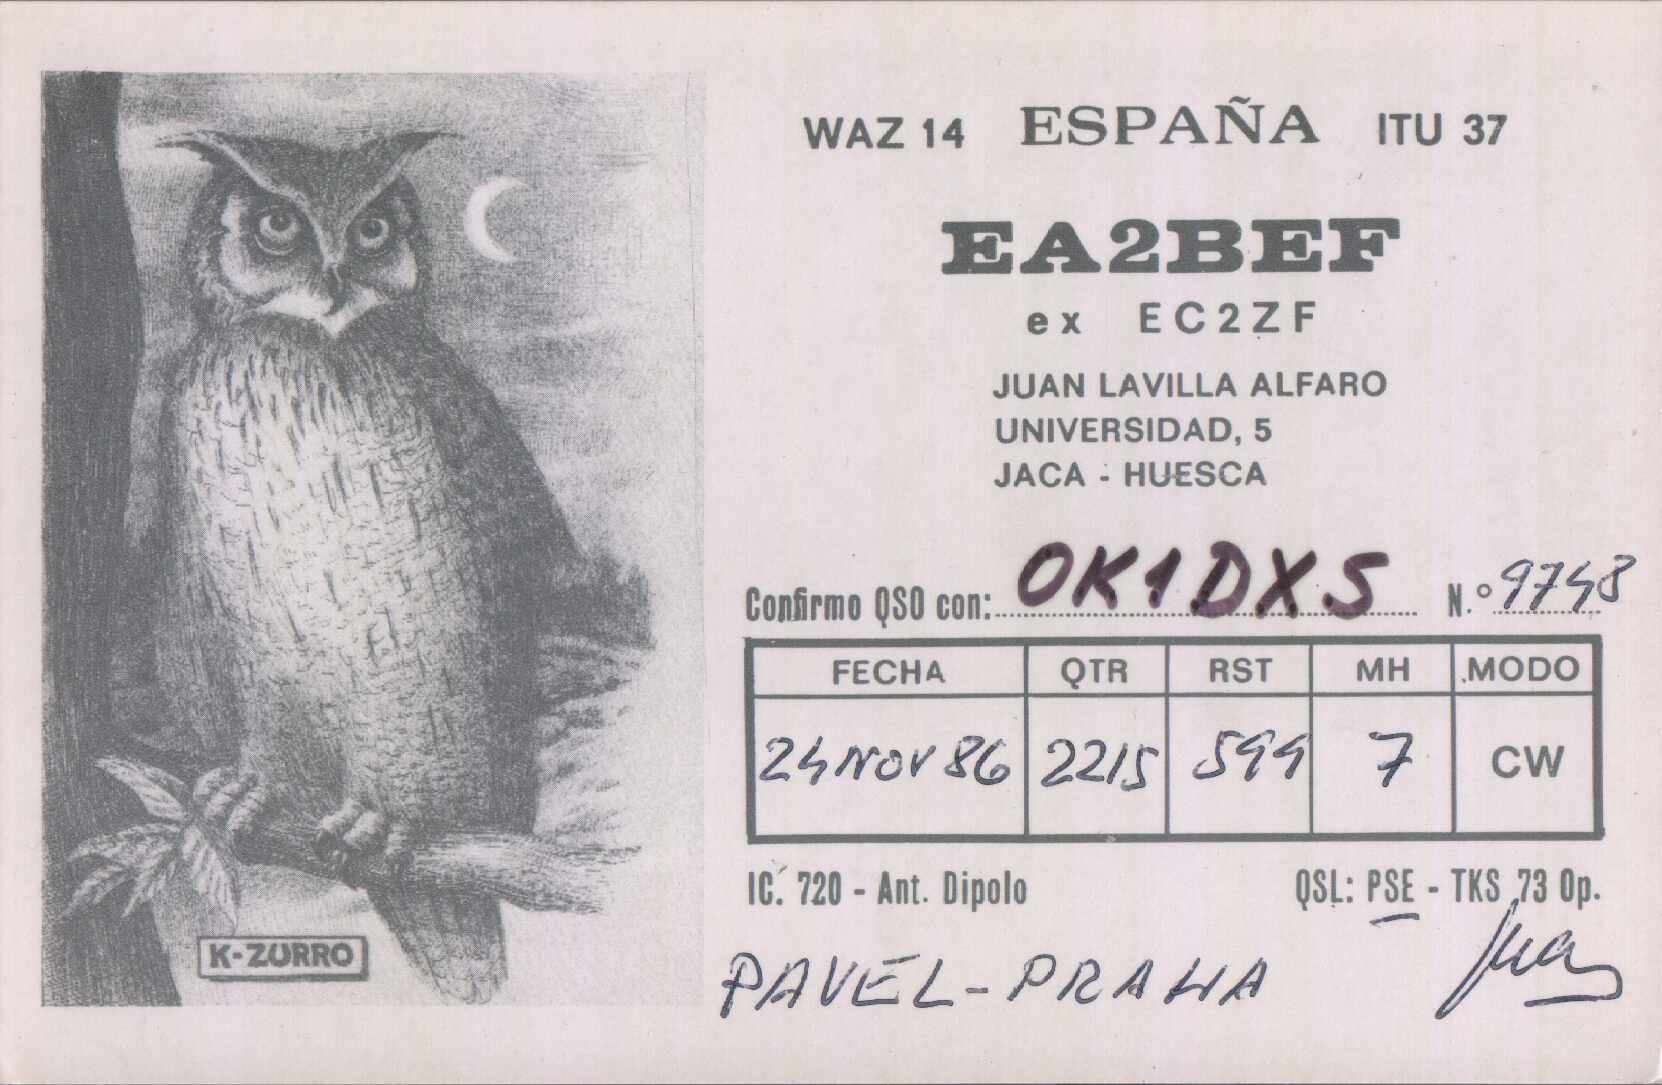 WAZ 14 ESPAÑA ITU 37
EA2BEF
ex EC2ZF
JUAN LAVILLA ALFARO
UNIVERSIDAD, 5
JACA - HUESCA
Confirmo QSO con: OK1DXS N.º 9748
FECHA QTR RST MH MODO
24 NOV 86 2215 599 7 CW
IC. 720 - Ant. Dipolo QSL: PSE - TKS 73 Op.
PAVEL - PRAHA Juan
K-ZURRO